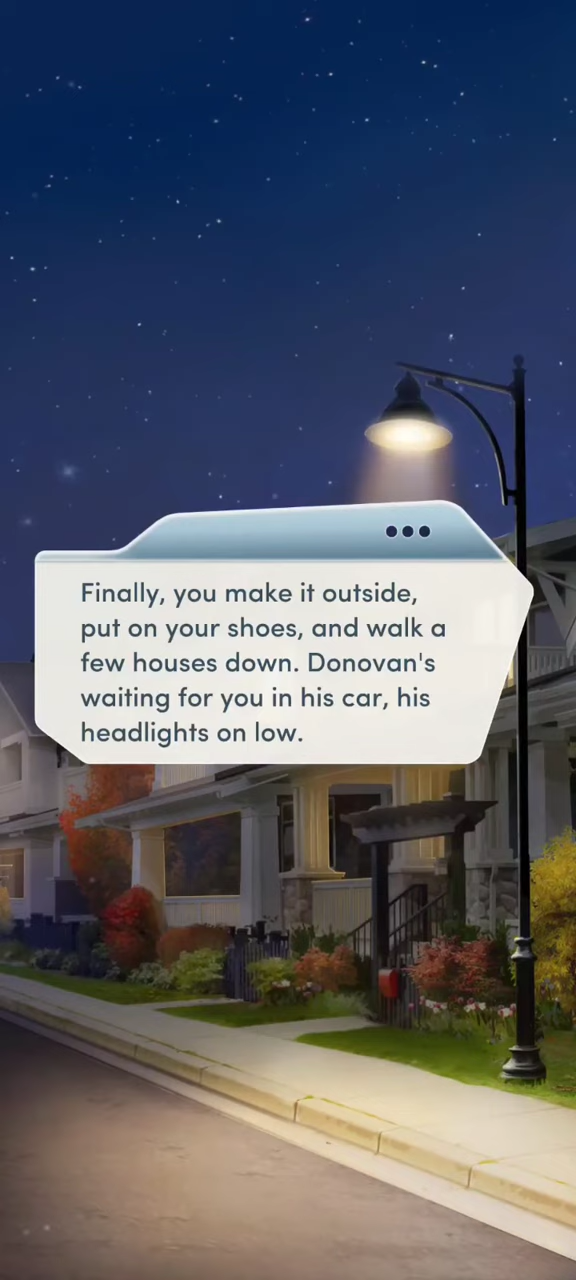 Finally, you make it outside,
put on your shoes, and walk a
few houses down. Donovan's
waiting for you in his car, his
headlights on low.